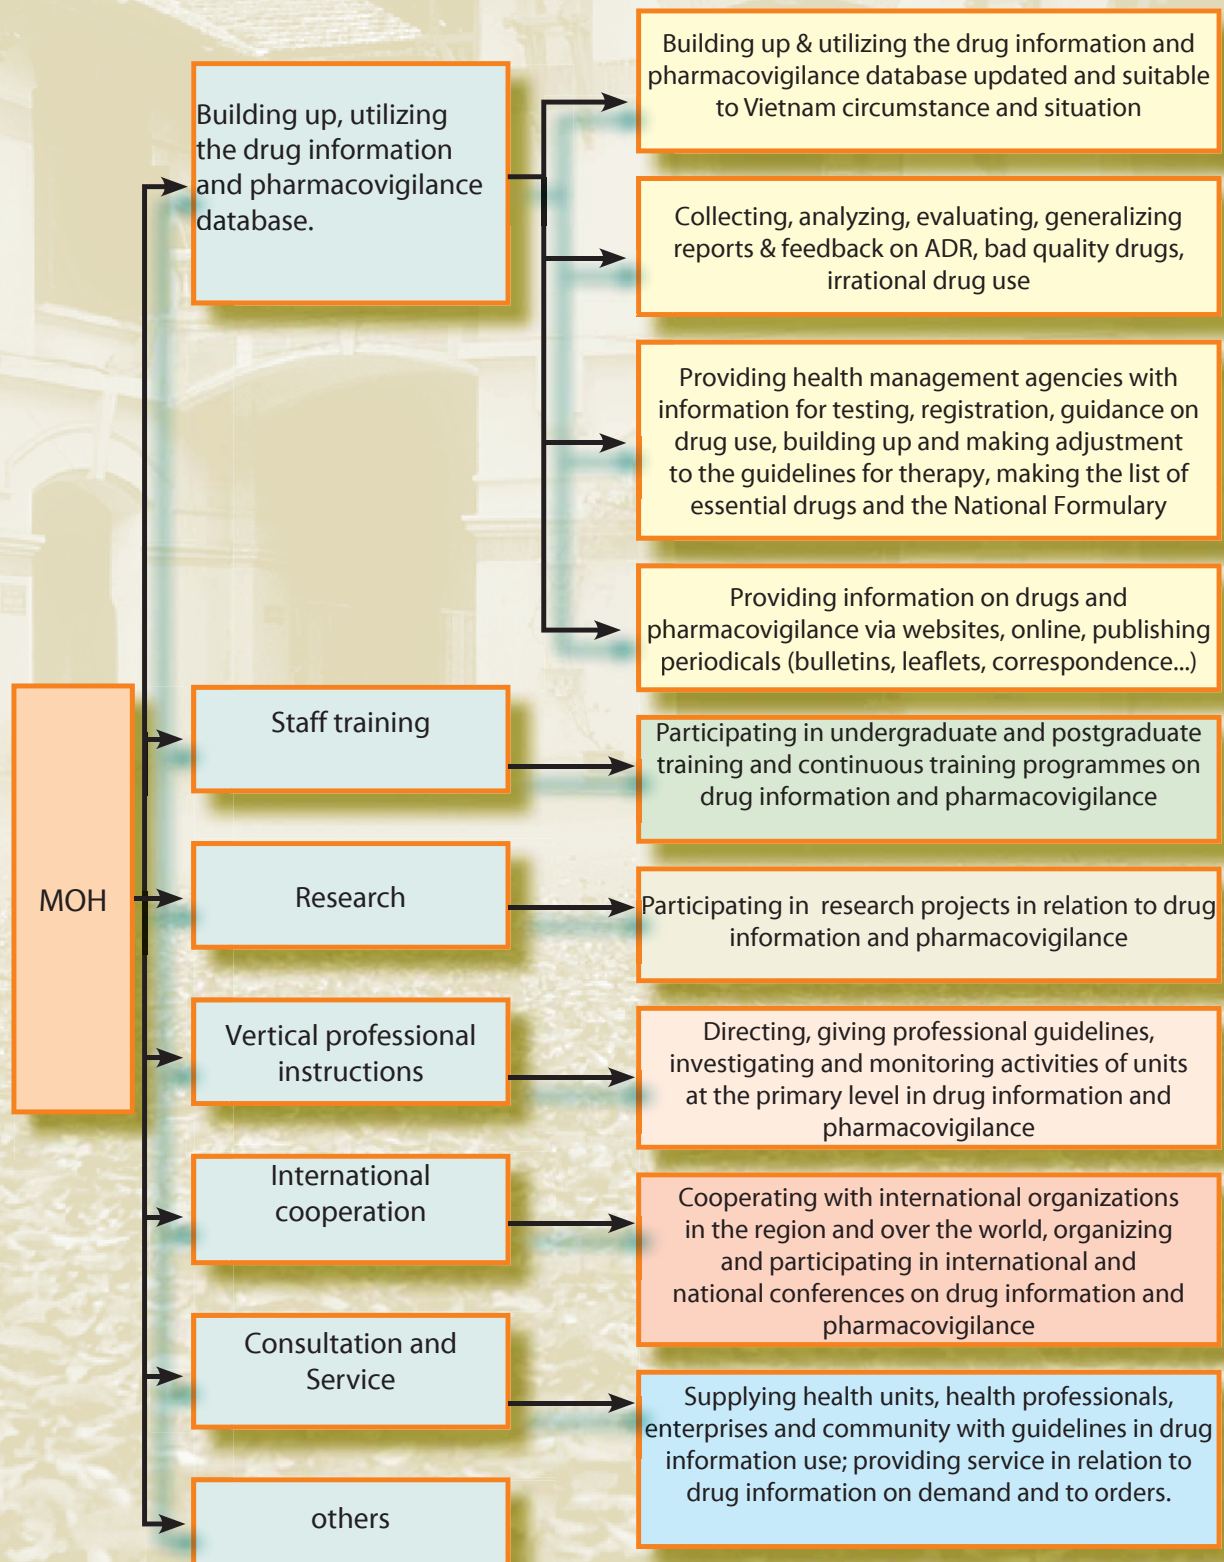 MOH
Building up, utilizing
the drug information
and pharmacovigilance
database.
Building up & utilizing the drug information and
pharmacovigilance database updated and suitable
to Vietnam circumstance and situation
Collecting, analyzing, evaluating, generalizing
reports & feedback on ADR, bad quality drugs,
irrational drug use
Providing health management agencies with
information for testing, registration, guidance on
drug use, building up and making adjustment
to the guidelines for therapy, making the list of
essential drugs and the National Formulary
Providing information on drugs and
pharmacovigilance via websites, online, publishing
periodicals (bulletins, leaflets, correspondence...)
Staff training
Participating in undergraduate and postgraduate
training and continuous training programmes on
drug information and pharmacovigilance
Research
Participating in research projects in relation to drug
information and pharmacovigilance
Vertical professional
instructions
Directing, giving professional guidelines,
investigating and monitoring activities of units
at the primary level in drug information and
pharmacovigilance
International
cooperation
Cooperating with international organizations
in the region and over the world, organizing
and participating in international and
national conferences on drug information and
pharmacovigilance
Consultation and
Service
Supplying health units, health professionals,
enterprises and community with guidelines in drug
information use; providing service in relation to
drug information on demand and to orders.
others